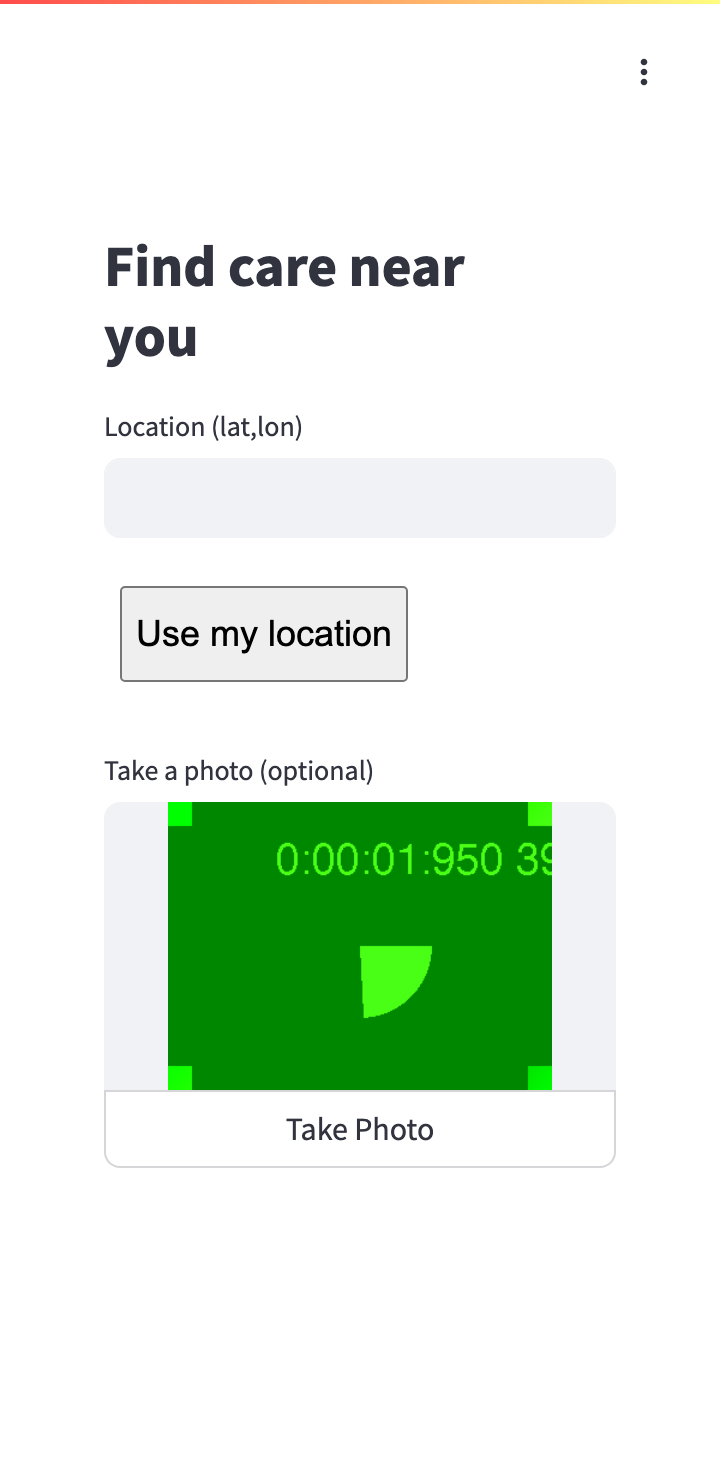 Find care near
you
Location (lat,lon)
Use my location
Take a photo (optional)
0:00:01:950 39
Take Photo